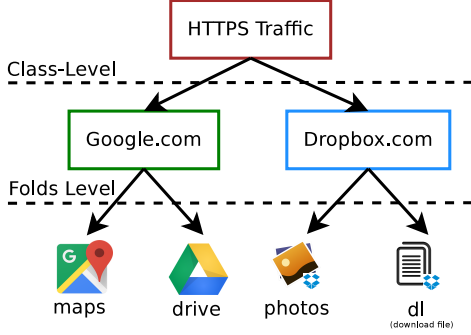 HTTPS Traffic
Class-Level
Google.com
Dropbox.com
Folds Level
G
maps
drive
photos
dl
(download file)